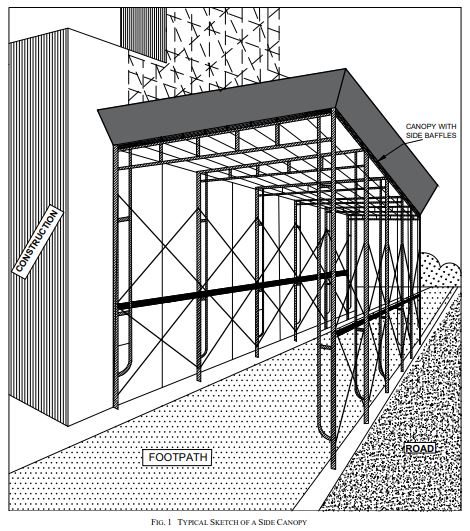 CANOPY WITH
SIDE BAFFLES
CONSTRUCTION
FOOTPATH
ROAD
FIG. 1 TYPICAL SKETCH OF A SIDE CANOPY